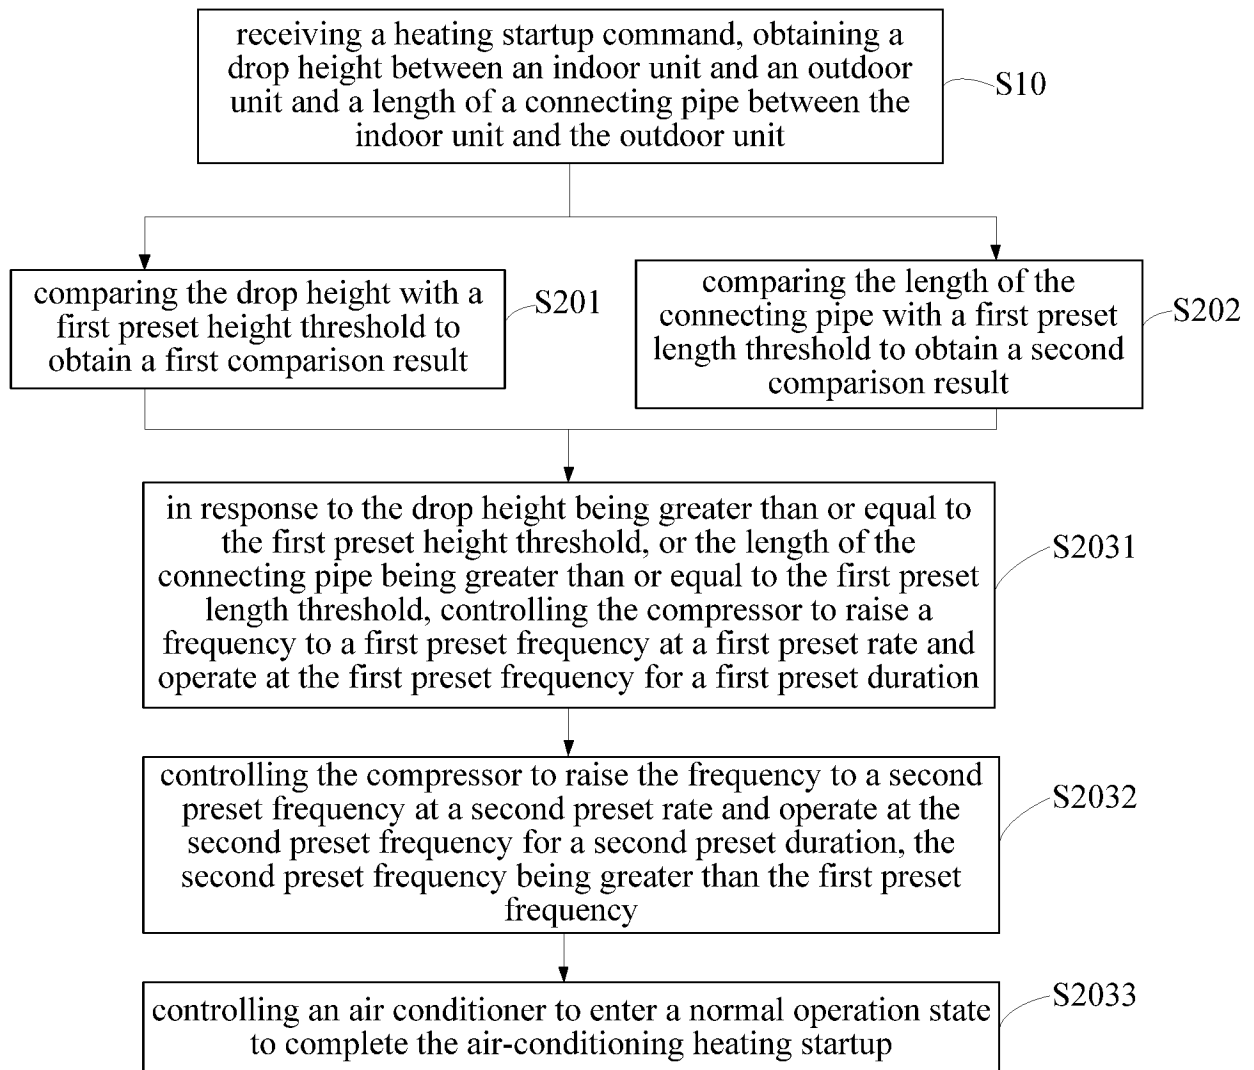 receiving a heating startup command, obtaining a
drop height between an indoor unit and an outdoor
unit and a length of a connecting pipe between the
indoor unit and the outdoor unit
S10
comparing the drop height with a
first preset height threshold to
obtain a first comparison result
S201
comparing the length of the
connecting pipe with a first preset
length threshold to obtain a second
comparison result
S202
in response to the drop height being greater than or equal to
the first preset height threshold, or the length of the
connecting pipe being greater than or equal to the first preset
length threshold, controlling the compressor to raise a
frequency to a first preset frequency at a first preset rate and
operate at the first preset frequency for a first preset duration
S2031
controlling the compressor to raise the frequency to a second
preset frequency at a second preset rate and operate at the
second preset frequency for a second preset duration, the
second preset frequency being greater than the first preset
frequency
S2032
controlling an air conditioner to enter a normal operation state
to complete the air-conditioning heating startup
S2033